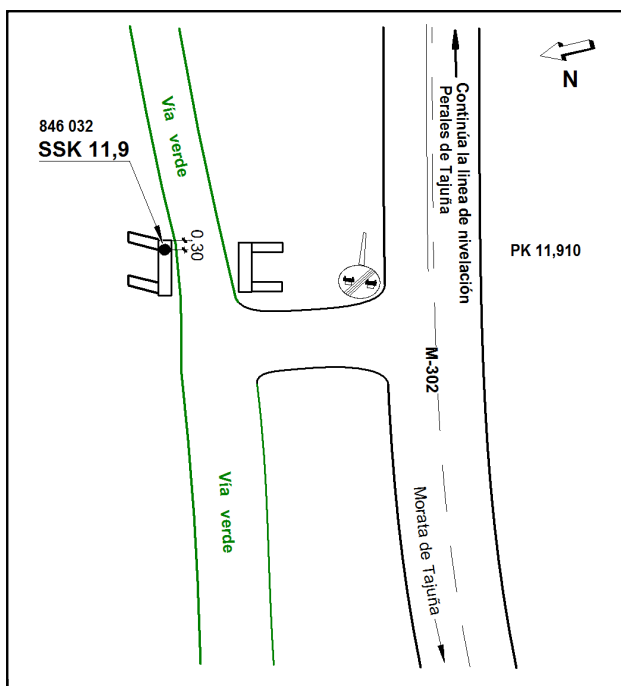 N
Vía verde
846 032
SSK 11,9
0,30
Continúa la linea de nivelación
Perales de Tajuña
PK 11,910
M-302
Vía verde
Morata de Tajuña